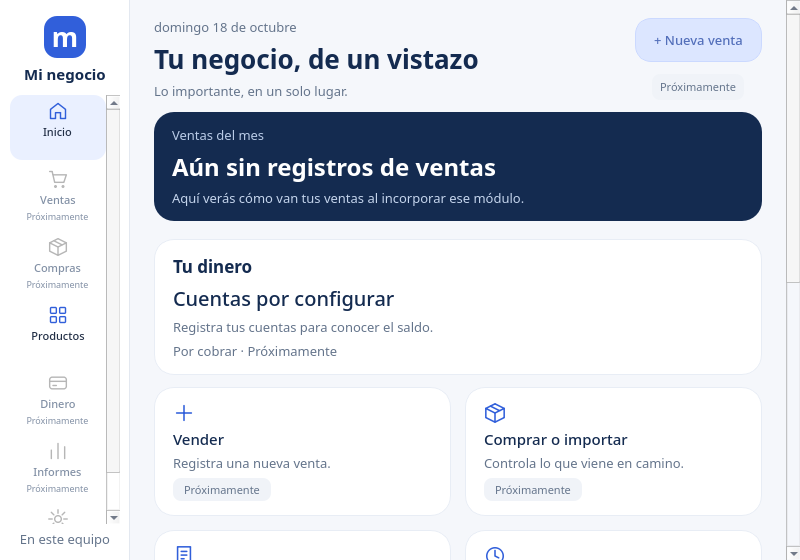 m
Mi negocio
Inicio
Ventas
Próximamente
Compras
Próximamente
Productos
Dinero
Próximamente
Informes
Próximamente
En este equipo
domingo 18 de octubre
Tu negocio, de un vistazo
Lo importante, en un solo lugar.
+ Nueva venta
Próximamente
Ventas del mes
Aún sin registros de ventas
Aquí verás cómo van tus ventas al incorporar ese módulo.
Tu dinero
Cuentas por configurar
Registra tus cuentas para conocer el saldo.
Por cobrar · Próximamente
Vender
Registra una nueva venta.
Próximamente
Comprar o importar
Controla lo que viene en camino.
Próximamente